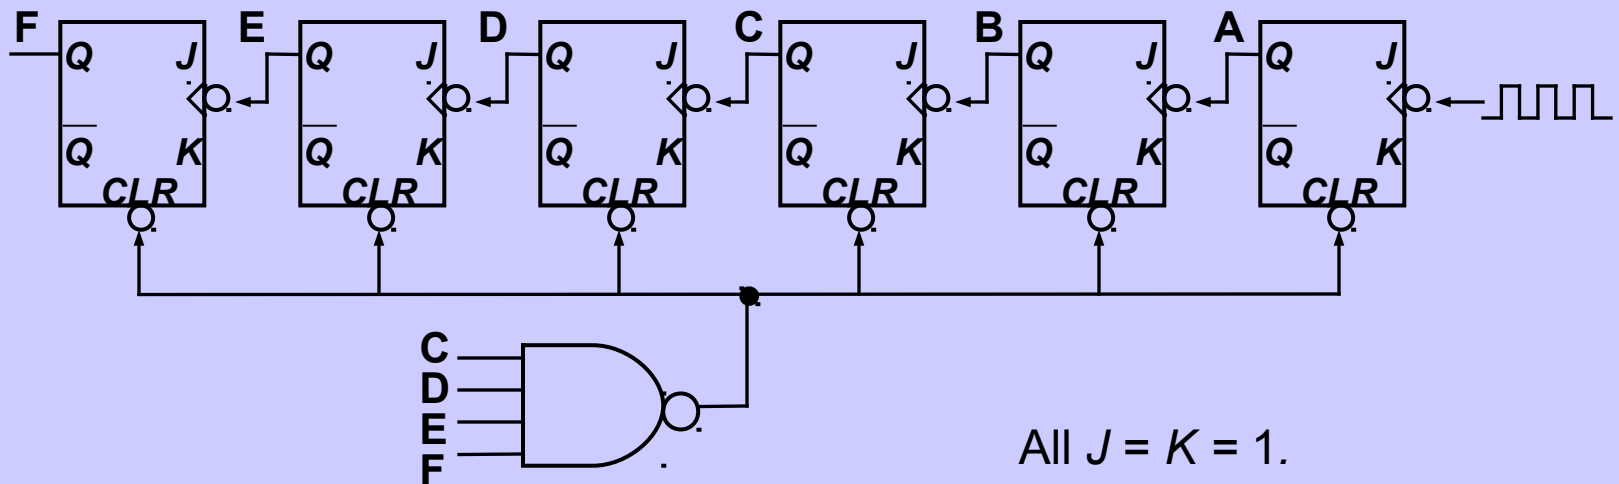 F E D C B A
Q J Q J Q J Q J Q J Q J
Q̅ K Q̅ K Q̅ K Q̅ K Q̅ K Q̅ K
CLR CLR CLR CLR CLR CLR
C
D
E
F
All J = K = 1.